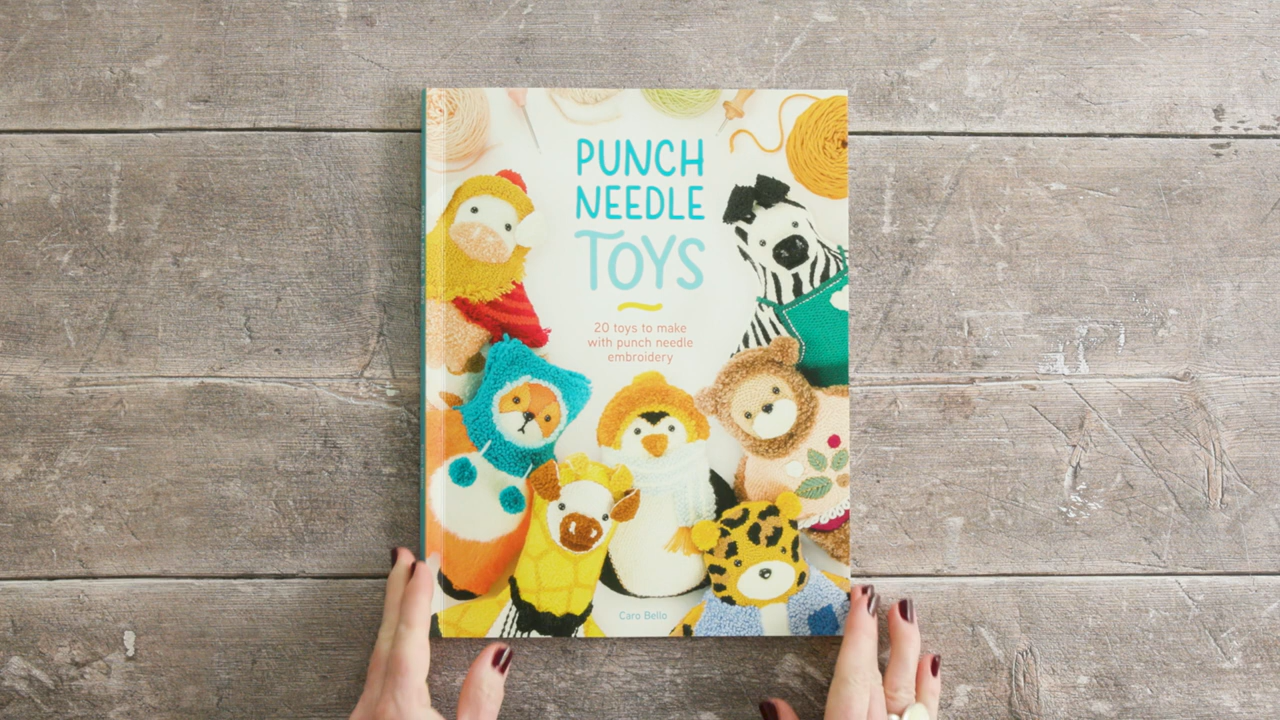 PUNCH
NEEDLE
TOYS
20 toys to make
with punch needle
embroidery
Caro Bello